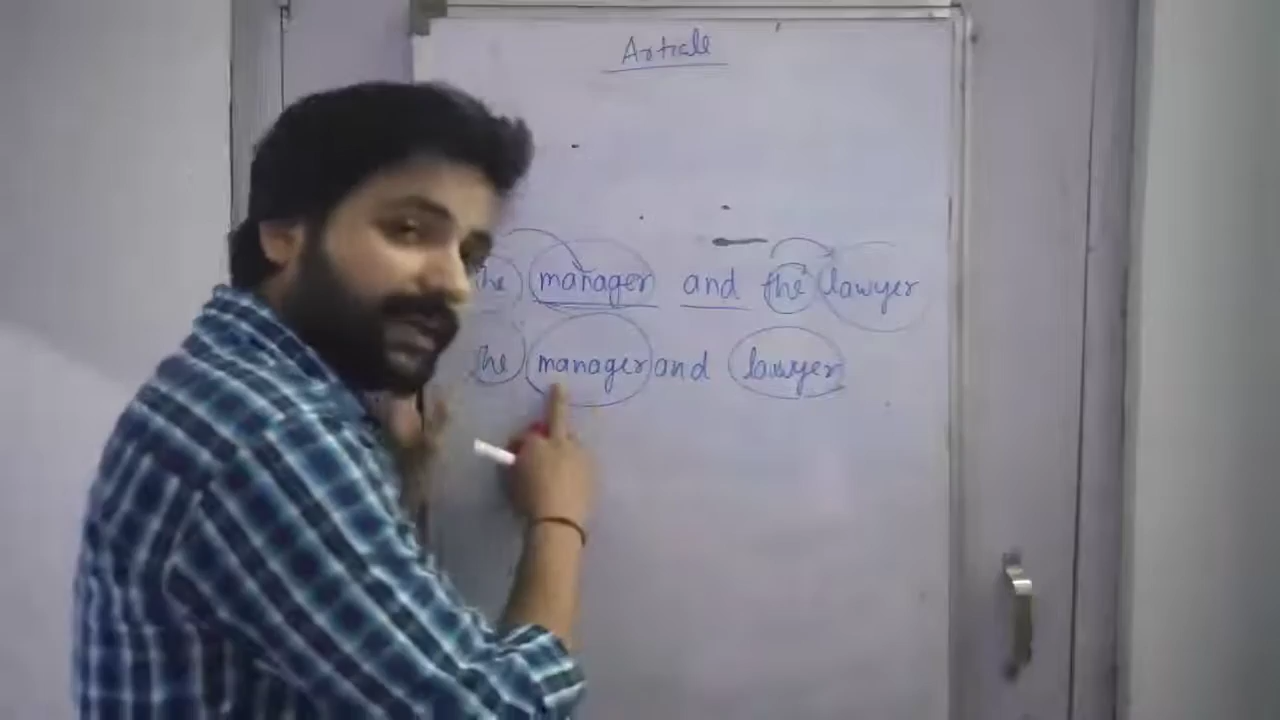 Article
the manager and the lawyer
the manager and lawyer